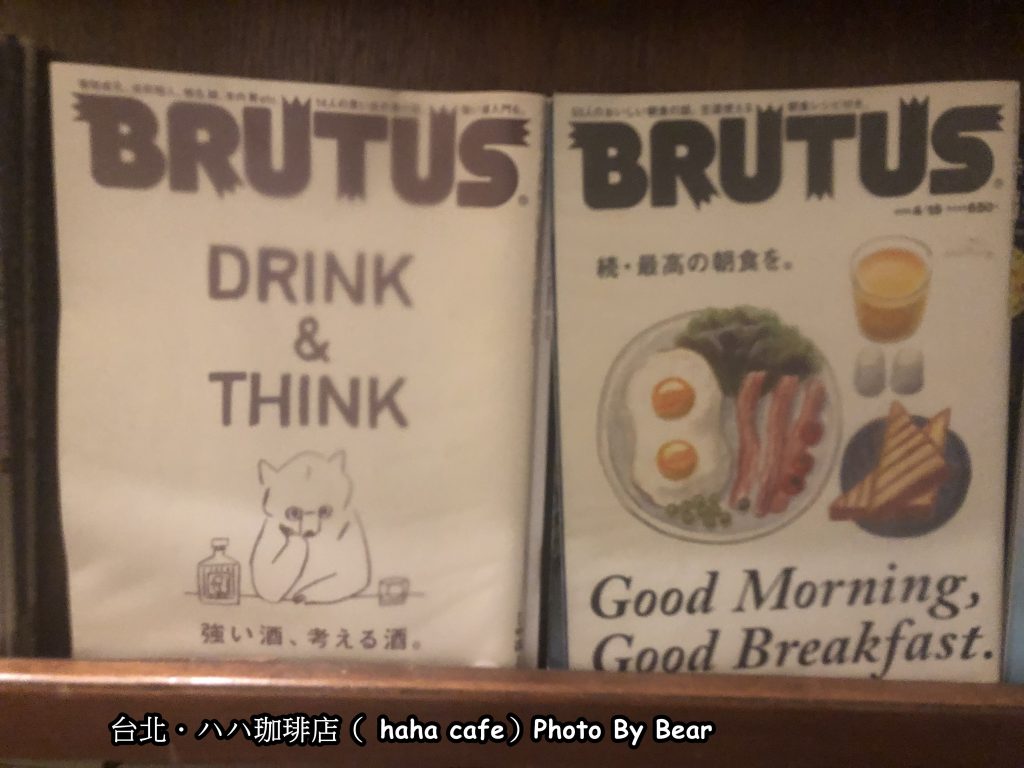 BRUTUS
DRINK
&
THINK
強い酒、考える酒。
BRUTUS
続・最高の朝食を。
Good Morning,
Good Breakfast.
台北・ハハ珈琲店（ haha cafe）Photo By Bear